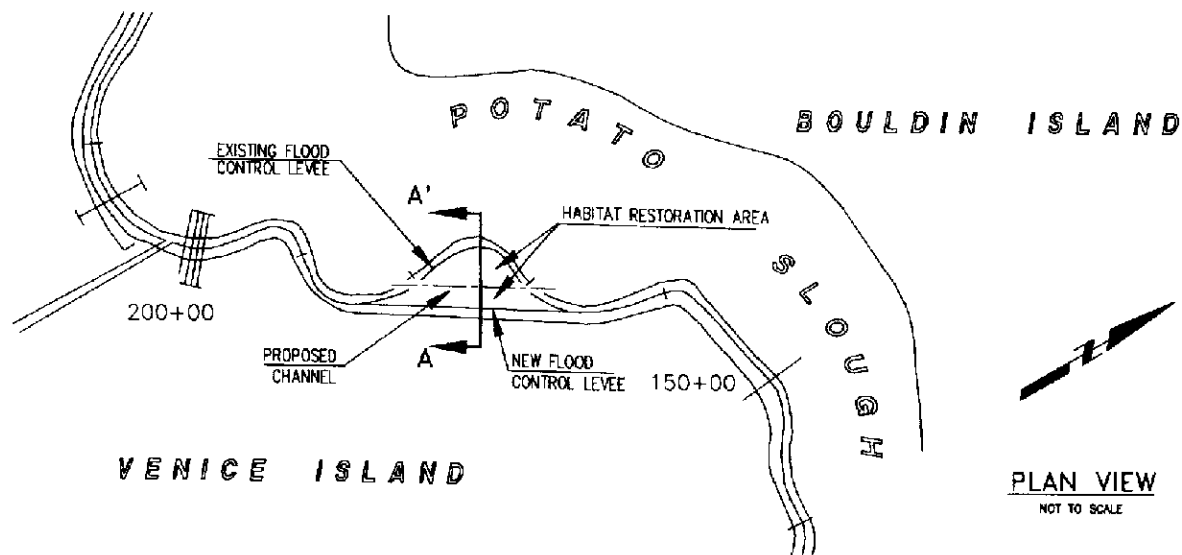 POTATO
SLOUGH
BOULDIN ISLAND
EXISTING FLOOD
CONTROL LEVEE
A'
HABITAT RESTORATION AREA
200+00
PROPOSED
CHANNEL
A
NEW FLOOD
CONTROL LEVEE
150+00
VENICE ISLAND
PLAN VIEW
NOT TO SCALE